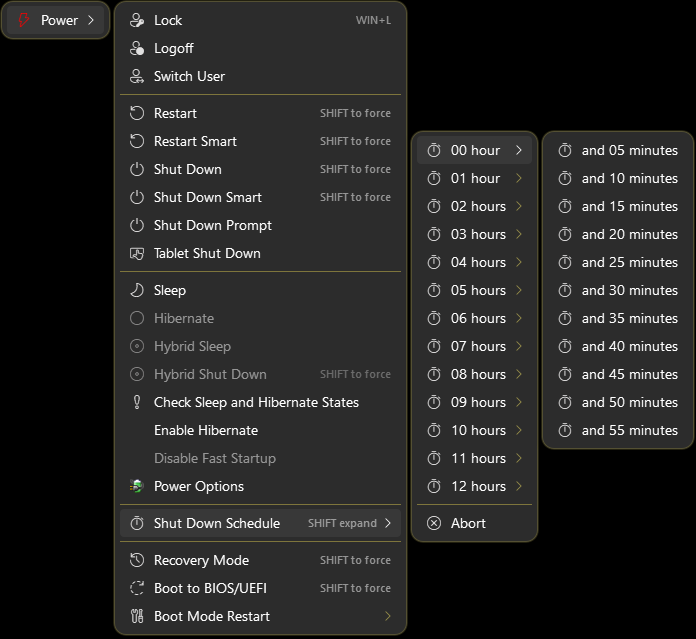 Power
Lock WIN+L
Logoff
Switch User
Restart SHIFT to force
Restart Smart SHIFT to force
Shut Down SHIFT to force
Shut Down Smart SHIFT to force
Shut Down Prompt
Tablet Shut Down
Sleep
Hibernate
Hybrid Sleep
Hybrid Shut Down SHIFT to force
Check Sleep and Hibernate States
Enable Hibernate
Disable Fast Startup
Power Options
Shut Down Schedule SHIFT expand
Recovery Mode SHIFT to force
Boot to BIOS/UEFI SHIFT to force
Boot Mode Restart
00 hour
01 hour
02 hours
03 hours
04 hours
05 hours
06 hours
07 hours
08 hours
09 hours
10 hours
11 hours
12 hours
Abort
and 05 minutes
and 10 minutes
and 15 minutes
and 20 minutes
and 25 minutes
and 30 minutes
and 35 minutes
and 40 minutes
and 45 minutes
and 50 minutes
and 55 minutes